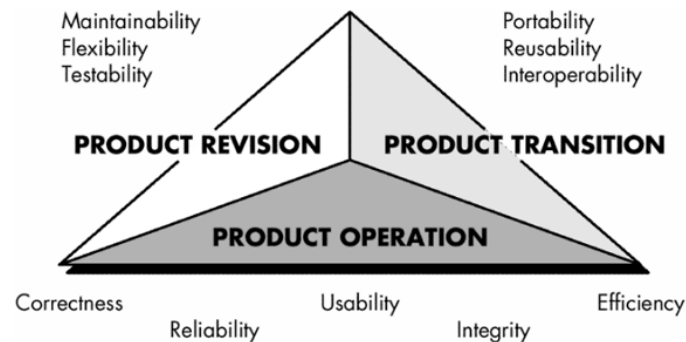 Maintainability
Flexibility
Testability
Portability
Reusability
Interoperability
PRODUCT REVISION
PRODUCT TRANSITION
PRODUCT OPERATION
Correctness
Usability
Efficiency
Reliability
Integrity